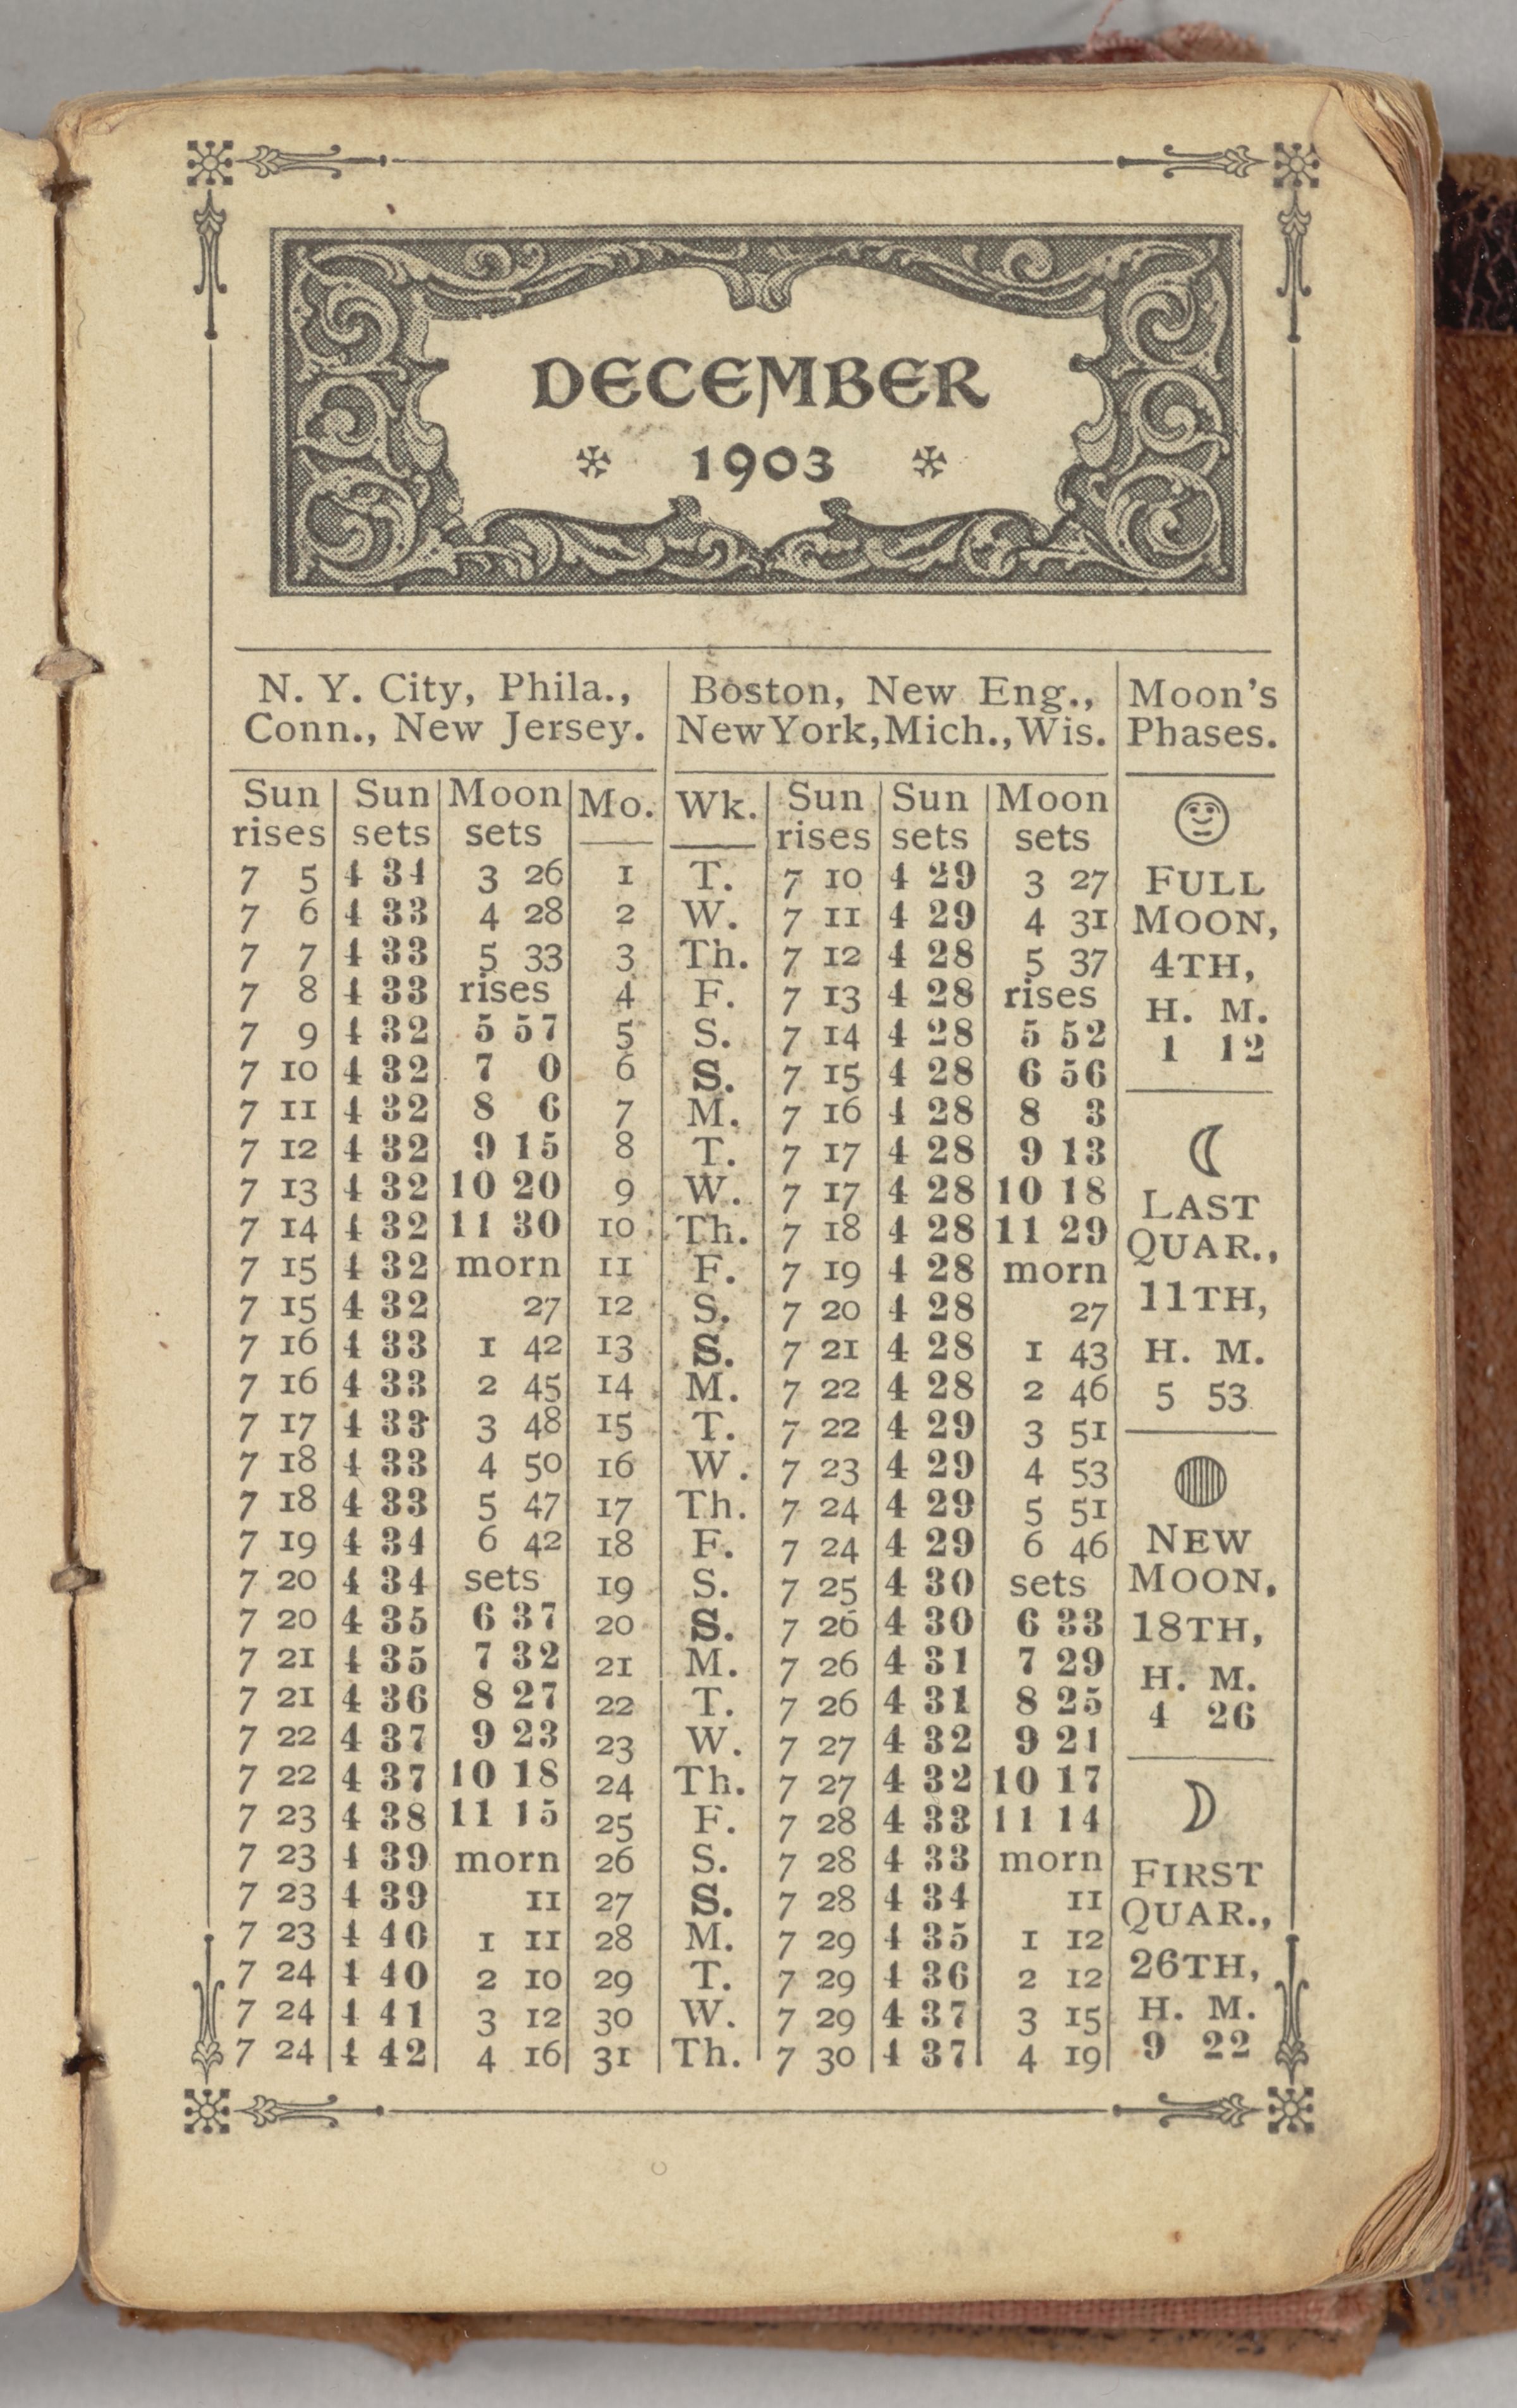 DECEMBER
1903
N. Y. City, Phila.,
Conn., New Jersey.
Boston, New Eng.,
New York, Mich., Wis.
Moon's
Phases.
Sun rises Sun sets Moon sets Mo. Wk. Sun rises Sun sets Moon sets
7 5 4 34 3 26 1 T. 7 10 4 29 3 27
7 6 4 33 4 28 2 W. 7 11 4 29 4 31
7 7 4 33 5 33 3 Th. 7 12 4 28 5 37
7 8 4 33 rises 4 F. 7 13 4 28 rises
7 9 4 32 5 57 5 S. 7 14 4 28 5 52
7 10 4 32 7 0 6 S. 7 15 4 28 6 56
7 11 4 32 8 6 7 M. 7 16 4 28 8 3
7 12 4 32 9 15 8 T. 7 17 4 28 9 13
7 13 4 32 10 20 9 W. 7 17 4 28 10 18
7 14 4 32 11 30 10 Th. 7 18 4 28 11 29
7 15 4 32 morn 11 F. 7 19 4 28 morn
7 15 4 32 27 12 S. 7 20 4 28 27
7 16 4 33 1 42 13 S. 7 21 4 28 1 43
7 16 4 33 2 45 14 M. 7 22 4 28 2 46
7 17 4 33 3 48 15 T. 7 22 4 29 3 51
7 18 4 33 4 50 16 W. 7 23 4 29 4 53
7 18 4 33 5 47 17 Th. 7 24 4 29 5 51
7 19 4 34 6 42 18 F. 7 24 4 29 6 46
7 20 4 34 sets 19 S. 7 25 4 30 sets
7 20 4 35 6 37 20 S. 7 26 4 30 6 33
7 21 4 35 7 32 21 M. 7 26 4 31 7 29
7 21 4 36 8 27 22 T. 7 26 4 31 8 25
7 22 4 37 9 23 23 W. 7 27 4 32 9 21
7 22 4 37 10 18 24 Th. 7 27 4 32 10 17
7 23 4 38 11 15 25 F. 7 28 4 33 11 14
7 23 4 39 morn 26 S. 7 28 4 33 morn
7 23 4 39 11 27 S. 7 28 4 34 11
7 23 4 40 1 11 28 M. 7 29 4 35 1 12
7 24 4 40 2 10 29 T. 7 29 4 36 2 12
7 24 4 41 3 12 30 W. 7 29 4 37 3 15
7 24 4 42 4 16 31 Th. 7 30 4 37 4 19
FULL
MOON,
4TH,
H. M.
1 12
LAST
QUAR.,
11TH,
H. M.
5 53
NEW
MOON,
18TH,
H. M.
4 26
FIRST
QUAR.,
26TH,
H. M.
9 22